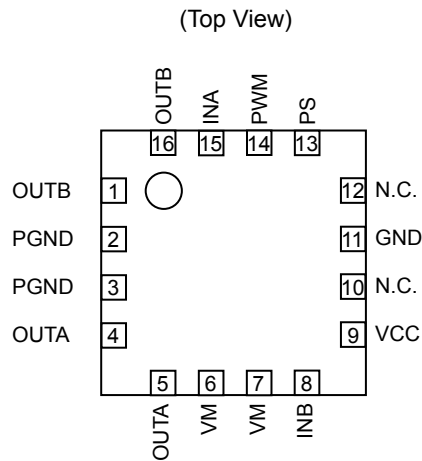 (Top View)
OUTB
INA
PWM
PS
16
15
14
13
OUTB 1
12 N.C.
PGND 2
11 GND
PGND 3
10 N.C.
OUTA 4
9 VCC
5
6
7
8
OUTA
VM
VM
INB